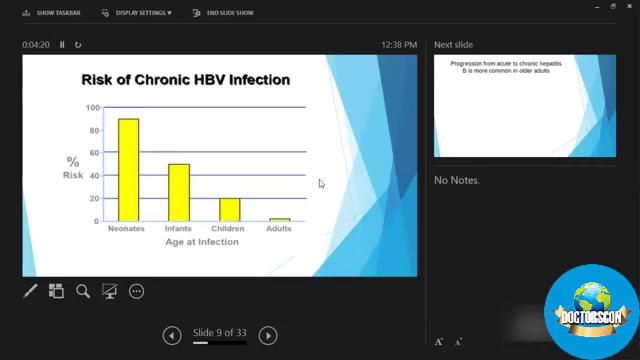 SHOW TASKBAR
DISPLAY SETTINGS ▼
END SLIDE SHOW
0:04:20
12:38 PM
Risk of Chronic HBV Infection
100
80
60
40
20
0
%
Risk
Neonates
Infants
Children
Adults
Age at Infection
Next slide
Progression from acute to chronic hepatitis
B is more common in older adults
No Notes.
Slide 9 of 33
A
A
DOCTORSCON